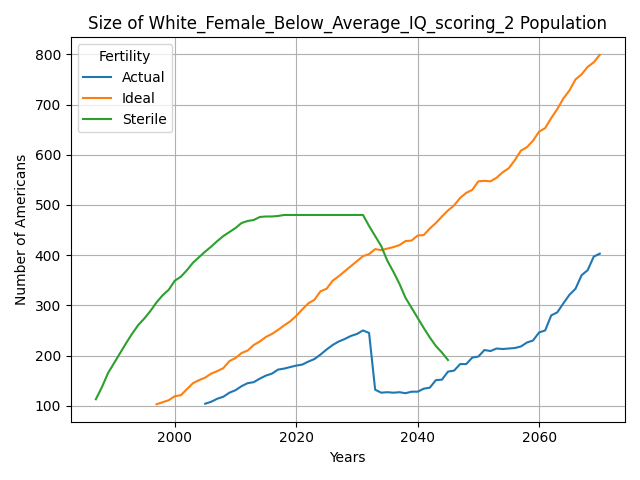 Size of White_Female_Below_Average_IQ_scoring_2 Population
Fertility
Actual
Ideal
Sterile
Number of Americans
800
700
600
500
400
300
200
100
2000
2020
2040
2060
Years